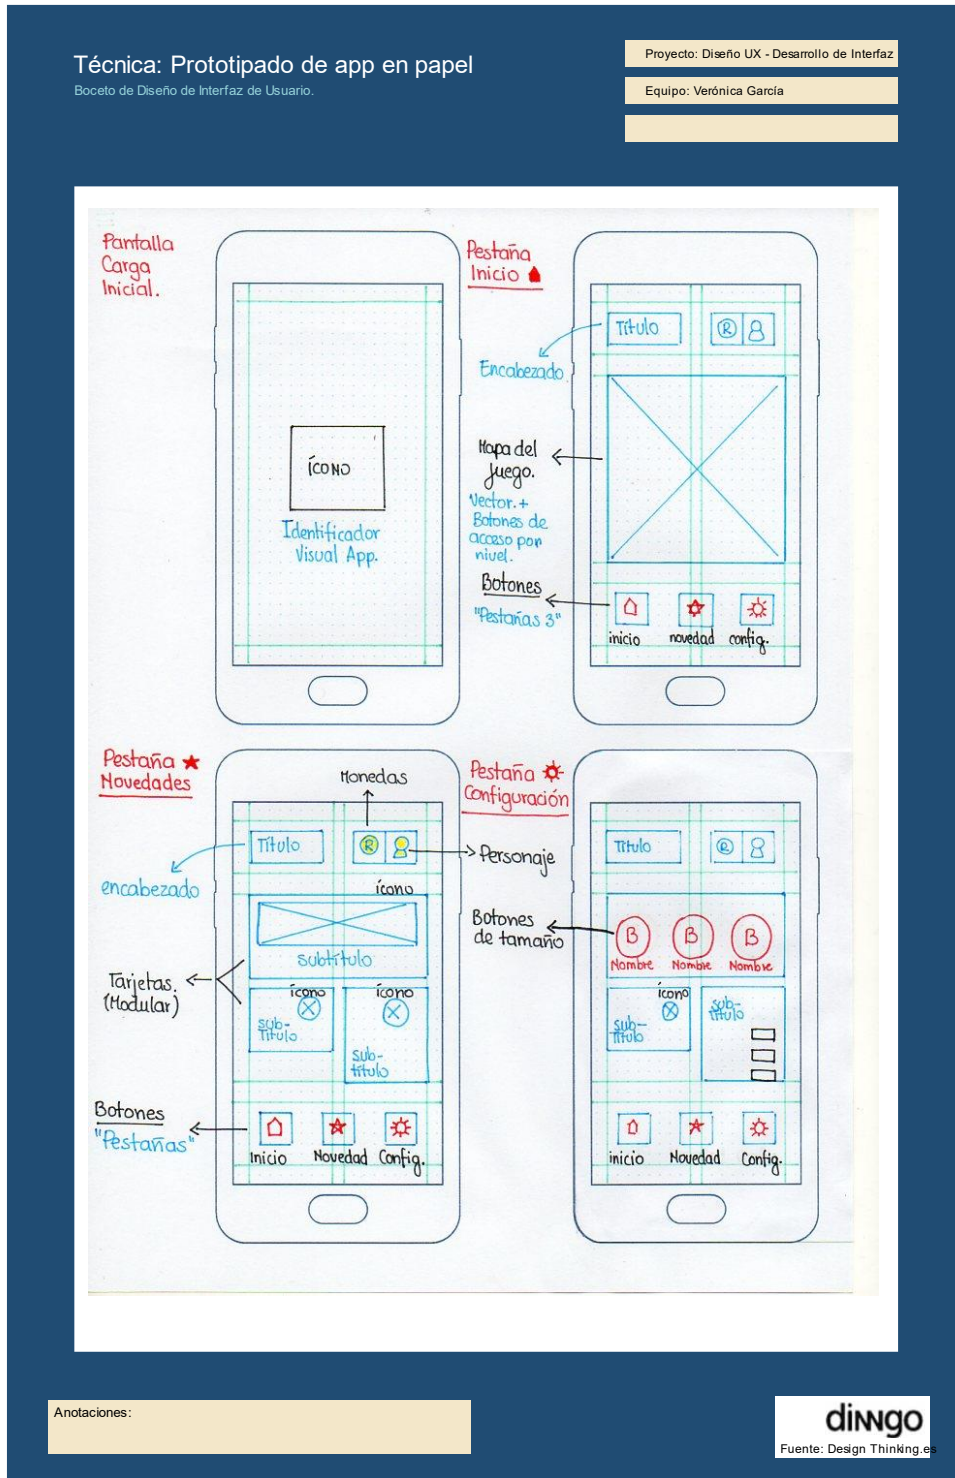 Técnica: Prototipado de app en papel
Boceto de Diseño de Interfaz de Usuario.
Proyecto: Diseño UX - Desarrollo de Interfaz
Equipo: Verónica García
Pantalla
Carga
Inicial.
ícono
Identificador
Visual App.
Pestaña
Inicio
Título
R
Encabezado
Mapa del
juego.
Vector. +
Botones de
acceso por
nivel.
Botones
"Pestañas 3"
inicio
novedad
config.
Pestaña
Novedades
Monedas
Título
R
Personaje
encabezado
ícono
subtítulo
Tarjetas.
(Modular)
ícono
sub-
título
ícono
sub-
título
Botones
"Pestañas"
Inicio
Novedad
Config.
Pestaña
Configuración
Título
R
Botones
de tamaño
B
B
B
Nombre
Nombre
Nombre
ícono
sub-
título
sub-
título
inicio
Novedad
Config.
Anotaciones:
dinngo
Fuente: Design Thinking.es